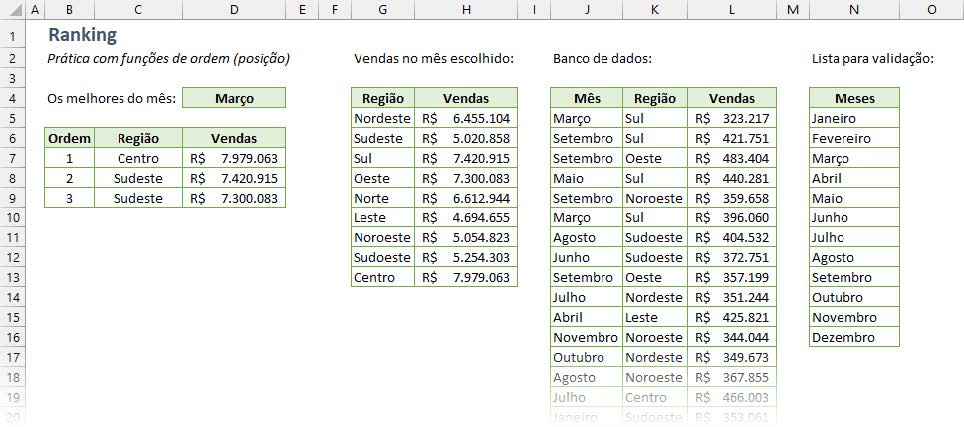 A B C D E F G H I J K L M N O
1 Ranking
2 Prática com funções de ordem (posição) Vendas no mês escolhido: Banco de dados: Lista para validação:
3
4 Os melhores do mês: Março Região Vendas Mês Região Vendas Meses
5 Nordeste R$ 6.455.104 Março Sul R$ 323.217 Janeiro
6 Ordem Região Vendas Sudeste R$ 5.020.858 Setembro Sul R$ 421.751 Fevereiro
7 1 Centro R$ 7.979.063 Sul R$ 7.420.915 Setembro Oeste R$ 483.404 Março
8 2 Sudeste R$ 7.420.915 Oeste R$ 7.300.083 Maio Sul R$ 440.281 Abril
9 3 Sudeste R$ 7.300.083 Norte R$ 6.612.944 Setembro Noroeste R$ 359.658 Maio
10 Leste R$ 4.694.655 Março Sul R$ 396.060 Junho
11 Noroeste R$ 5.054.823 Agosto Sudoeste R$ 404.532 Julho
12 Sudoeste R$ 5.254.303 Junho Sudoeste R$ 372.751 Agosto
13 Centro R$ 7.979.063 Setembro Oeste R$ 357.199 Setembro
14 Julho Nordeste R$ 351.244 Outubro
15 Abril Leste R$ 425.821 Novembro
16 Novembro Noroeste R$ 344.044 Dezembro
17 Outubro Nordeste R$ 349.673
18 Agosto Noroeste R$ 367.855
19 Julho Centro R$ 466.003
20 Janeiro Sudoeste R$ 353.061